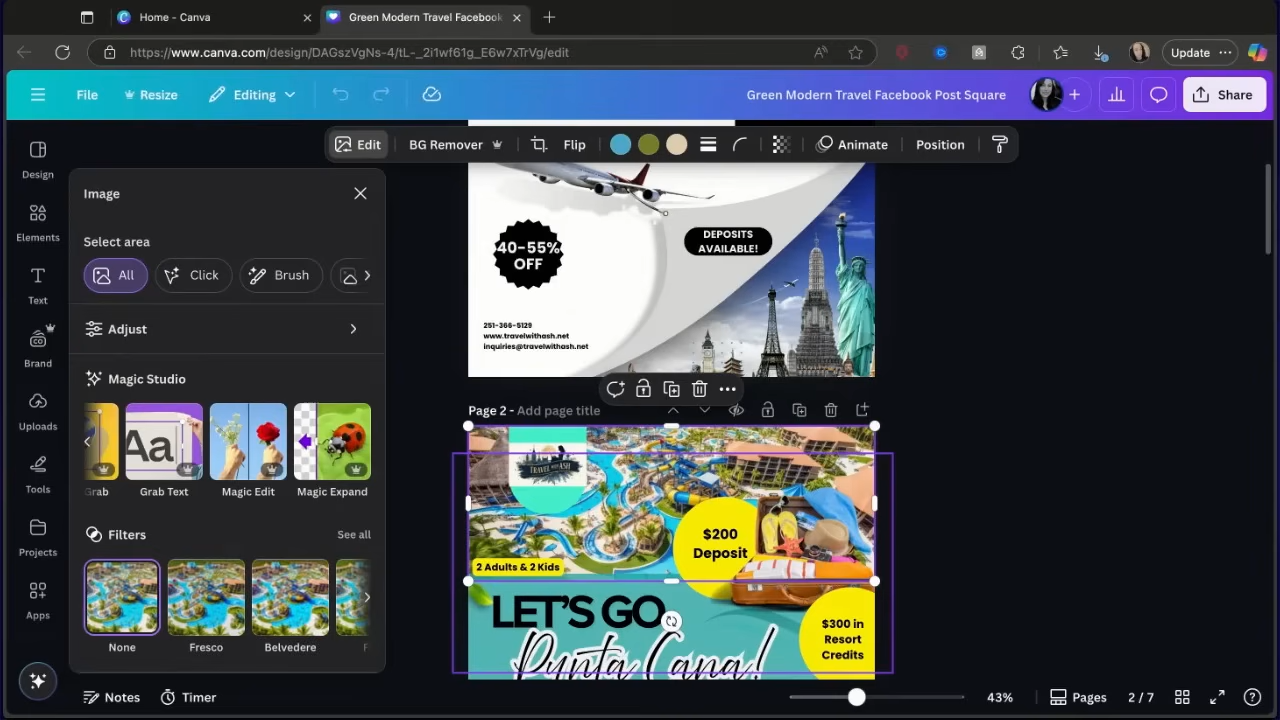 Home - Canva
Green Modern Travel Facebook
https://www.canva.com/design/DAGszVgNs-4/tL-_2i1wf61g_E6w7xTrVg/edit
Update
File
Resize
Editing
Green Modern Travel Facebook Post Square
Share
Edit
BG Remover
Flip
Animate
Position
Design
Elements
Text
Brand
Uploads
Tools
Projects
Apps
Image
Select area
All
Click
Brush
Adjust
Magic Studio
Grab
Grab Text
Magic Edit
Magic Expand
Filters
See all
None
Fresco
Belvedere
F
40-55%
OFF
DEPOSITS
AVAILABLE!
251-366-5129
www.travelwithash.net
inquiries@travelwithash.net
Page 2 - Add page title
TRAVEL WITH ASH
$200
Deposit
2 Adults & 2 Kids
LET'S GO
Punta Cana!
$300 in
Resort
Credits
Notes
Timer
43%
Pages
2 / 7